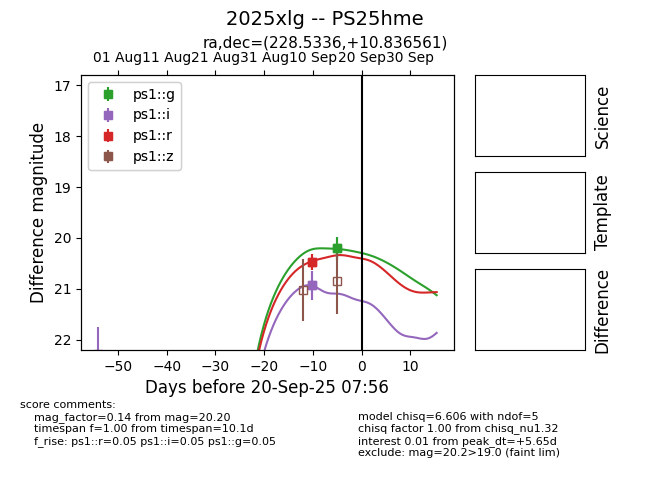 2025xlg -- PS25hme
ra,dec=(228.5336,+10.836561)
01 Aug11 Aug21 Aug31 Aug10 Sep20 Sep30 Sep
17
18
19
20
21
22
Difference magnitude
ps1::g
ps1::i
ps1::r
ps1::z
Science
Template
Difference
−50
−40
−30
−20
−10
0
10
Days before 20-Sep-25 07:56
score comments:
mag_factor=0.14 from mag=20.20
timespan f=1.00 from timespan=10.1d
f_rise: ps1::r=0.05 ps1::i=0.05 ps1::g=0.05
model chisq=6.606 with ndof=5
chisq factor 1.00 from chisq_nu1.32
interest 0.01 from peak_dt=+5.65d
exclude: mag=20.2>19.0 (faint lim)